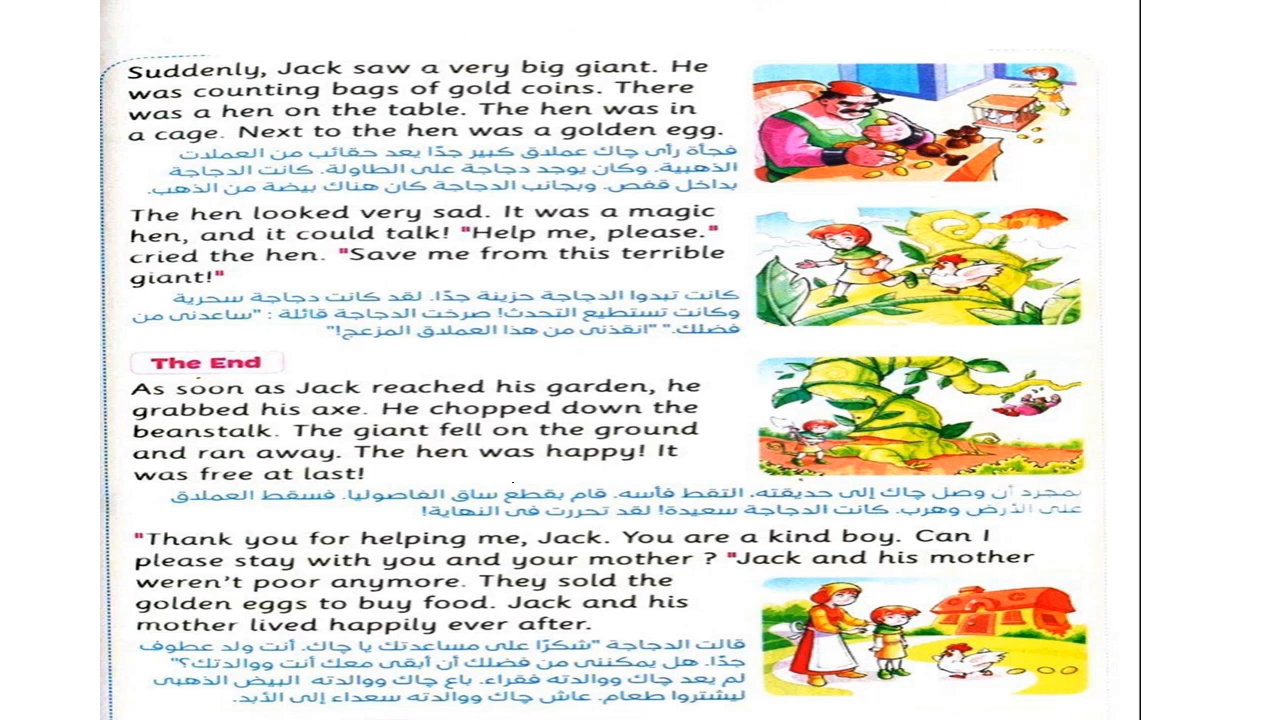 Suddenly, Jack saw a very big giant. He
was counting bags of gold coins. There
was a hen on the table. The hen was in
a cage. Next to the hen was a golden egg.
فجأة رأى چاك عملاق كبير جدًا يعد حقائب من العملات
الذهبية. وكان يوجد دجاجة على الطاولة. كانت الدجاجة
بداخل قفص. وبجانب الدجاجة كان هناك بيضة من الذهب.
The hen looked very sad. It was a magic
hen, and it could talk! "Help me, please."
cried the hen. "Save me from this terrible
giant!"
كانت تبدوا الدجاجة حزينة جدًا. لقد كانت دجاجة سحرية
وكانت تستطيع التحدث! صرخت الدجاجة قائلة : "ساعدنى من
فضلك." "انقذنى من هذا العملاق المزعج!"
The End
As soon as Jack reached his garden, he
grabbed his axe. He chopped down the
beanstalk. The giant fell on the ground
and ran away. The hen was happy! It
was free at last!
بمجرد أن وصل چاك إلى حديقته. التقط فأسه. قام بقطع ساق الفاصوليا. فسقط العملاق
على الأرض وهرب. كانت الدجاجة سعيدة! لقد تحررت فى النهاية!
"Thank you for helping me, Jack. You are a kind boy. Can I
please stay with you and your mother ? "Jack and his mother
weren't poor anymore. They sold the
golden eggs to buy food. Jack and his
mother lived happily ever after.
قالت الدجاجة "شكرًا على مساعدتك يا چاك. أنت ولد عطوف
جدًا. هل يمكننى من فضلك أن أبقى معك أنت ووالدتك؟"
لم يعد چاك ووالدته فقراء. باع چاك ووالدته البيض الذهبى
ليشتروا طعام. عاش چاك ووالدته سعداء إلى الأبد.